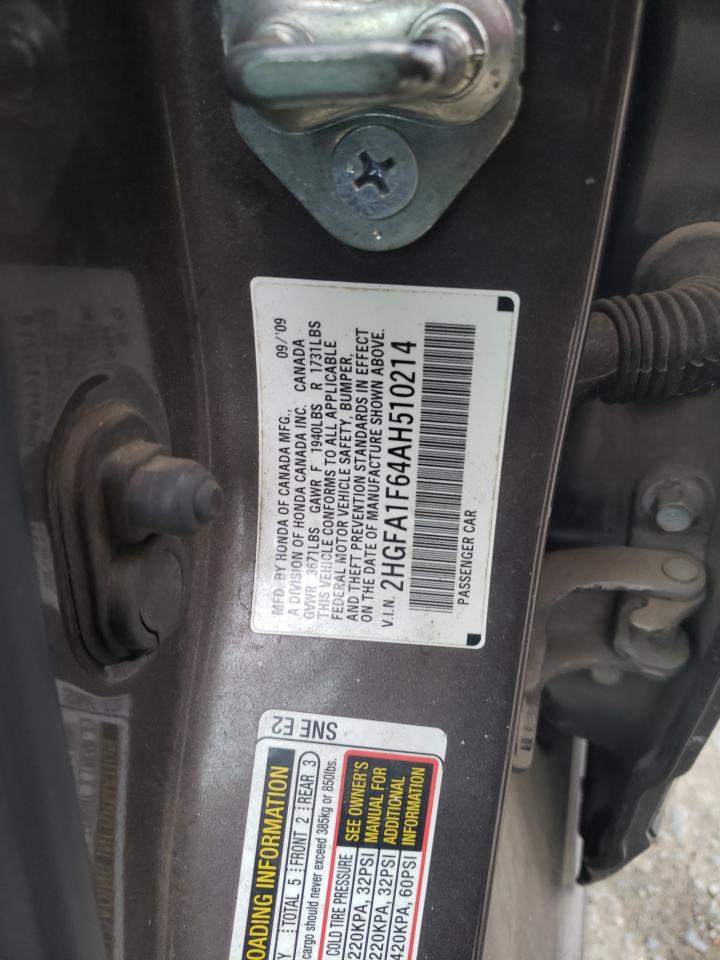 MFD. BY HONDA OF CANADA MFG., 09/'09
A DIVISION OF HONDA CANADA INC. CANADA
GVWR 3671LBS GAWR F 1940LBS R 1731LBS
THIS VEHICLE CONFORMS TO ALL APPLICABLE
FEDERAL MOTOR VEHICLE SAFETY, BUMPER,
AND THEFT PREVENTION STANDARDS IN EFFECT
ON THE DATE OF MANUFACTURE SHOWN ABOVE.
V.I.N. 2HGFA1F64AH510214
PASSENGER CAR
SNE E2
OADING INFORMATION
Y TOTAL 5 FRONT 2 REAR 3
cargo should never exceed 385kg or 850lbs.
COLD TIRE PRESSURE
220KPA, 32PSI
220KPA, 32PSI
420KPA, 60PSI
SEE OWNER'S
MANUAL FOR
ADDITIONAL
INFORMATION